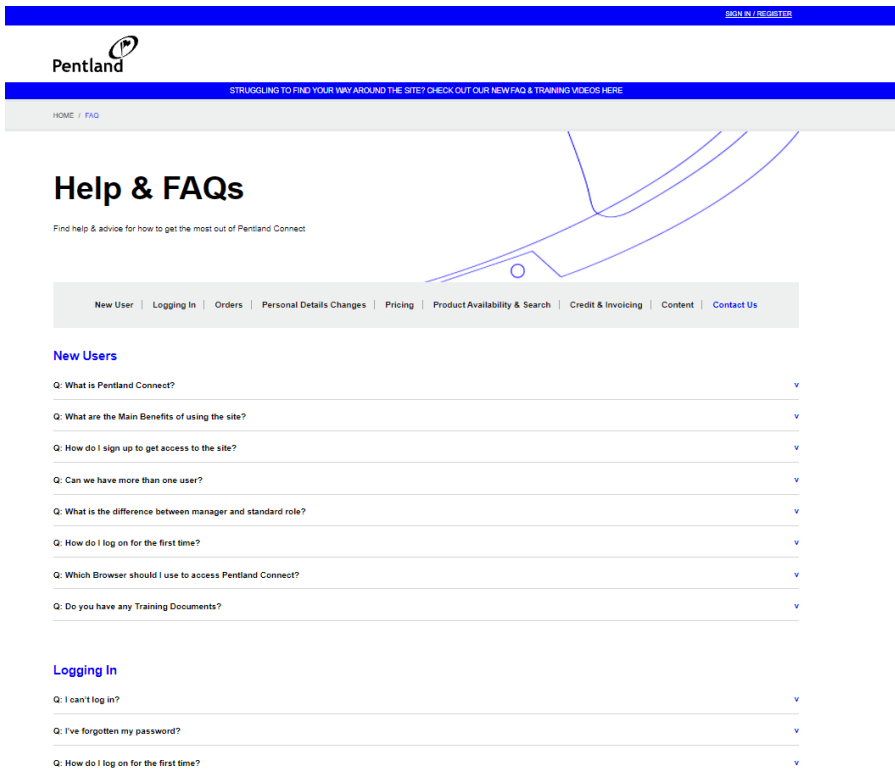 SIGN IN / REGISTER
Pentland
STRUGGLING TO FIND YOUR WAY AROUND THE SITE? CHECK OUT OUR NEW FAQ & TRAINING VIDEOS HERE
HOME / FAQ
Help & FAQs
Find help & advice for how to get the most out of Pentland Connect
New User | Logging In | Orders | Personal Details Changes | Pricing | Product Availability & Search | Credit & Invoicing | Content | Contact Us
New Users
Q: What is Pentland Connect? v
Q: What are the Main Benefits of using the site? v
Q: How do I sign up to get access to the site? v
Q: Can we have more than one user? v
Q: What is the difference between manager and standard role? v
Q: How do I log on for the first time? v
Q: Which Browser should I use to access Pentland Connect? v
Q: Do you have any Training Documents? v
Logging In
Q: I can't log in? v
Q: I've forgotten my password? v
Q: How do I log on for the first time? v